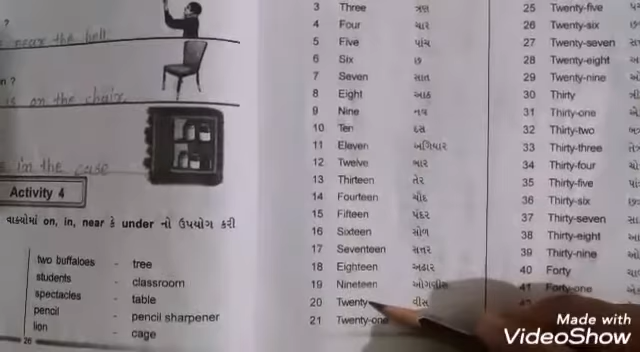 ?
near the bell
n ?
is on the chair
in the case
Activity 4
વાક્યોમાં on, in, near કે under નો ઉપયોગ કરી
two buffaloes - tree
students - classroom
spectacles - table
pencil - pencil sharpener
lion - cage
26
3 Three ત્રણ
4 Four ચાર
5 Five પાંચ
6 Six છ
7 Seven સાત
8 Eight આઠ
9 Nine નવ
10 Ten દસ
11 Eleven અગિયાર
12 Twelve બાર
13 Thirteen તેર
14 Fourteen ચૌદ
15 Fifteen પંદર
16 Sixteen સોળ
17 Seventeen સત્તર
18 Eighteen અઢાર
19 Nineteen ઓગણીસ
20 Twenty વીસ
21 Twenty-one
25 Twenty-five
26 Twenty-six
27 Twenty-seven
28 Twenty-eight
29 Twenty-nine
30 Thirty
31 Thirty-one
32 Thirty-two
33 Thirty-three
34 Thirty-four
35 Thirty-five
36 Thirty-six
37 Thirty-seven
38 Thirty-eight
39 Thirty-nine
40 Forty
41 Forty-one
Made with
VideoShow